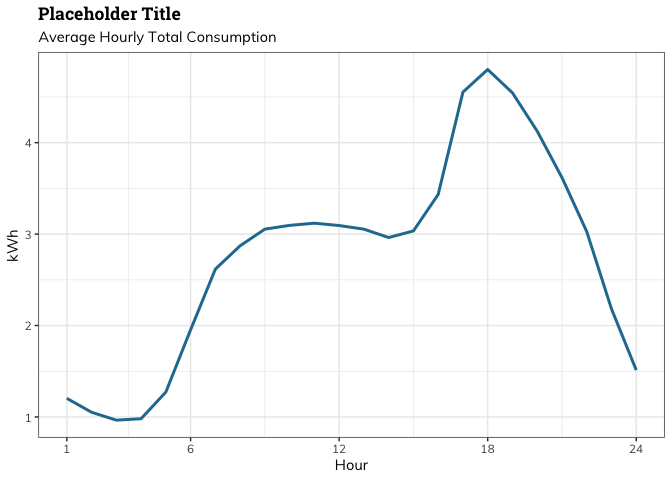 Placeholder Title
Average Hourly Total Consumption
kWh
4
3
2
1
1 6 12 18 24
Hour